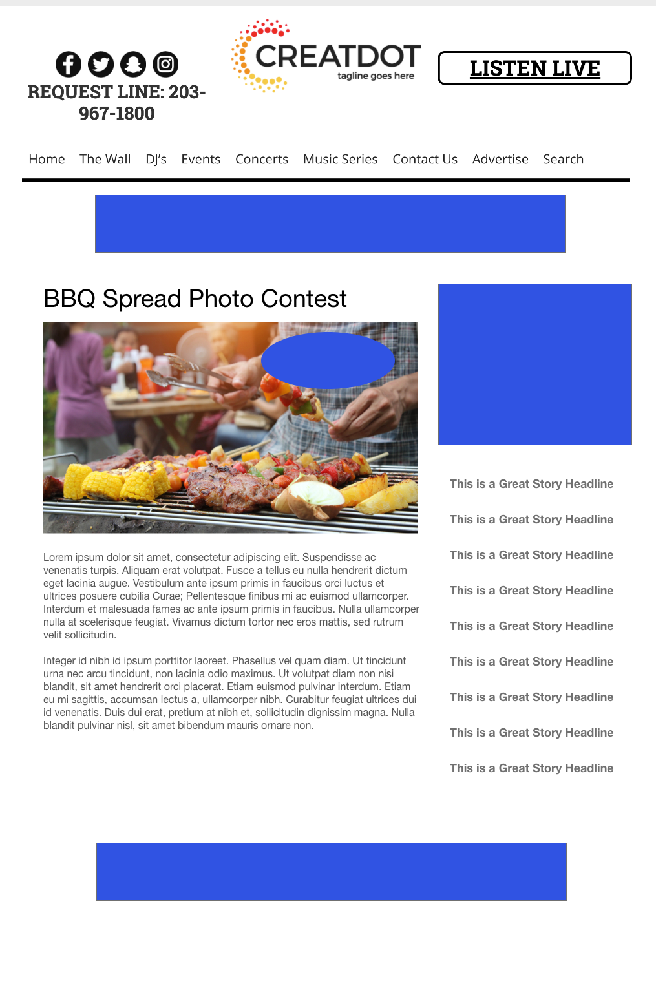 CREATDOT
tagline goes here
REQUEST LINE: 203-
967-1800
LISTEN LIVE
Home The Wall DJ’s Events Concerts Music Series Contact Us Advertise Search
BBQ Spread Photo Contest
Lorem ipsum dolor sit amet, consectetur adipiscing elit. Suspendisse ac
venenatis turpis. Aliquam erat volutpat. Fusce a tellus eu nulla hendrerit dictum
eget lacinia augue. Vestibulum ante ipsum primis in faucibus orci luctus et
ultrices posuere cubilia Curae; Pellentesque finibus mi ac euismod ullamcorper.
Interdum et malesuada fames ac ante ipsum primis in faucibus. Nulla ullamcorper
nulla at scelerisque feugiat. Vivamus dictum tortor nec eros mattis, sed rutrum
velit sollicitudin.
Integer id nibh id ipsum porttitor laoreet. Phasellus vel quam diam. Ut tincidunt
urna nec arcu tincidunt, non lacinia odio maximus. Ut volutpat diam non nisi
blandit, sit amet hendrerit orci placerat. Etiam euismod pulvinar interdum. Etiam
eu mi sagittis, accumsan lectus a, ullamcorper nibh. Curabitur feugiat ultrices dui
id venenatis. Duis dui erat, pretium at nibh et, sollicitudin dignissim magna. Nulla
blandit pulvinar nisl, sit amet bibendum mauris ornare non.
This is a Great Story Headline
This is a Great Story Headline
This is a Great Story Headline
This is a Great Story Headline
This is a Great Story Headline
This is a Great Story Headline
This is a Great Story Headline
This is a Great Story Headline
This is a Great Story Headline